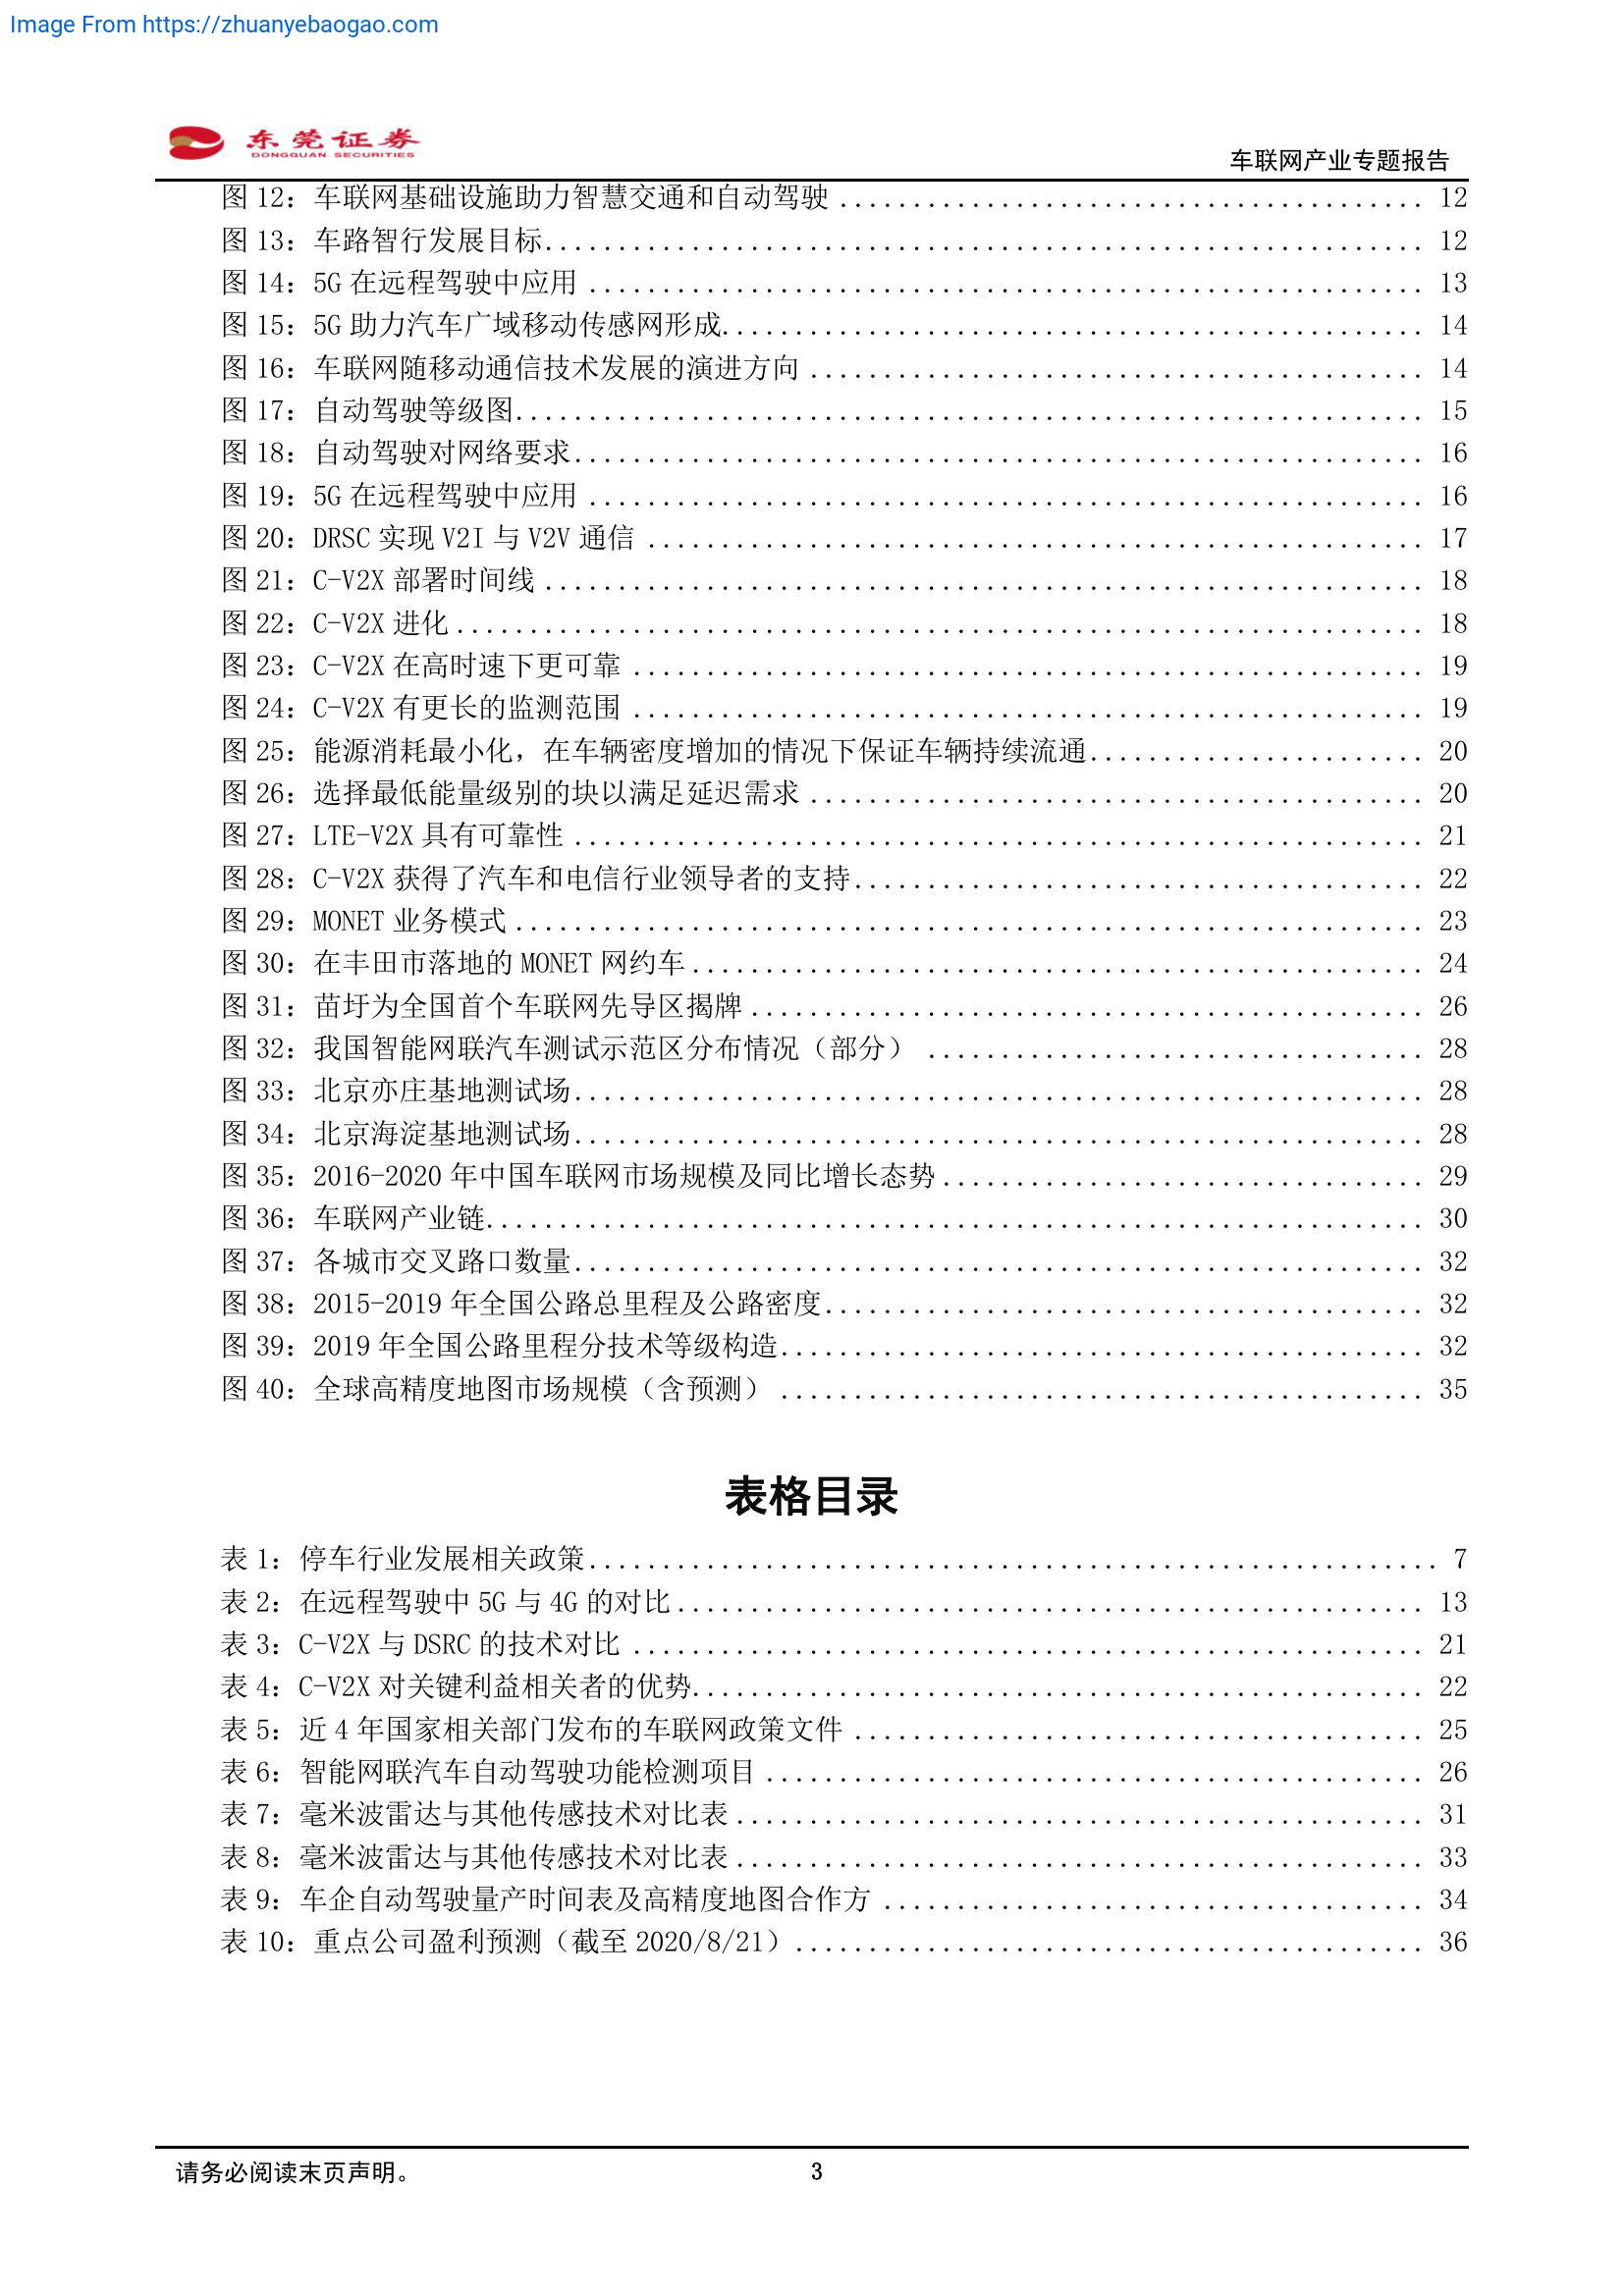 Image From https://zhuanyebaogao.com
东莞证券
DONGGUAN SECURITIES
车联网产业专题报告
图 12：车联网基础设施助力智慧交通和自动驾驶 ........................................ 12
图 13：车路智行发展目标............................................................ 12
图 14：5G 在远程驾驶中应用 ......................................................... 13
图 15：5G 助力汽车广域移动传感网形成................................................ 14
图 16：车联网随移动通信技术发展的演进方向 .......................................... 14
图 17：自动驾驶等级图.............................................................. 15
图 18：自动驾驶对网络要求.......................................................... 16
图 19：5G 在远程驾驶中应用 ......................................................... 16
图 20：DRSC 实现 V2I 与 V2V 通信 ..................................................... 17
图 21：C-V2X 部署时间线 ............................................................ 18
图 22：C-V2X 进化.................................................................. 18
图 23：C-V2X 在高时速下更可靠 ...................................................... 19
图 24：C-V2X 有更长的监测范围 ...................................................... 19
图 25：能源消耗最小化，在车辆密度增加的情况下保证车辆持续流通....................... 20
图 26：选择最低能量级别的块以满足延迟需求 .......................................... 20
图 27：LTE-V2X 具有可靠性 .......................................................... 21
图 28：C-V2X 获得了汽车和电信行业领导者的支持....................................... 22
图 29：MONET 业务模式.............................................................. 23
图 30：在丰田市落地的 MONET 网约车.................................................. 24
图 31：苗圩为全国首个车联网先导区揭牌 .............................................. 26
图 32：我国智能网联汽车测试示范区分布情况（部分） .................................. 28
图 33：北京亦庄基地测试场.......................................................... 28
图 34：北京海淀基地测试场.......................................................... 28
图 35：2016-2020 年中国车联网市场规模及同比增长态势................................. 29
图 36：车联网产业链................................................................ 30
图 37：各城市交叉路口数量.......................................................... 32
图 38：2015-2019 年全国公路总里程及公路密度......................................... 32
图 39：2019 年全国公路里程分技术等级构造............................................ 32
图 40：全球高精度地图市场规模（含预测） ............................................ 35
表格目录
表 1：停车行业发展相关政策.......................................................... 7
表 2：在远程驾驶中 5G 与 4G 的对比................................................... 13
表 3：C-V2X 与 DSRC 的技术对比 ...................................................... 21
表 4：C-V2X 对关键利益相关者的优势.................................................. 22
表 5：近 4 年国家相关部门发布的车联网政策文件 ....................................... 25
表 6：智能网联汽车自动驾驶功能检测项目 ............................................. 26
表 7：毫米波雷达与其他传感技术对比表 ............................................... 31
表 8：毫米波雷达与其他传感技术对比表 ............................................... 33
表 9：车企自动驾驶量产时间表及高精度地图合作方 ..................................... 34
表 10：重点公司盈利预测（截至 2020/8/21）........................................... 36
请务必阅读末页声明。
3